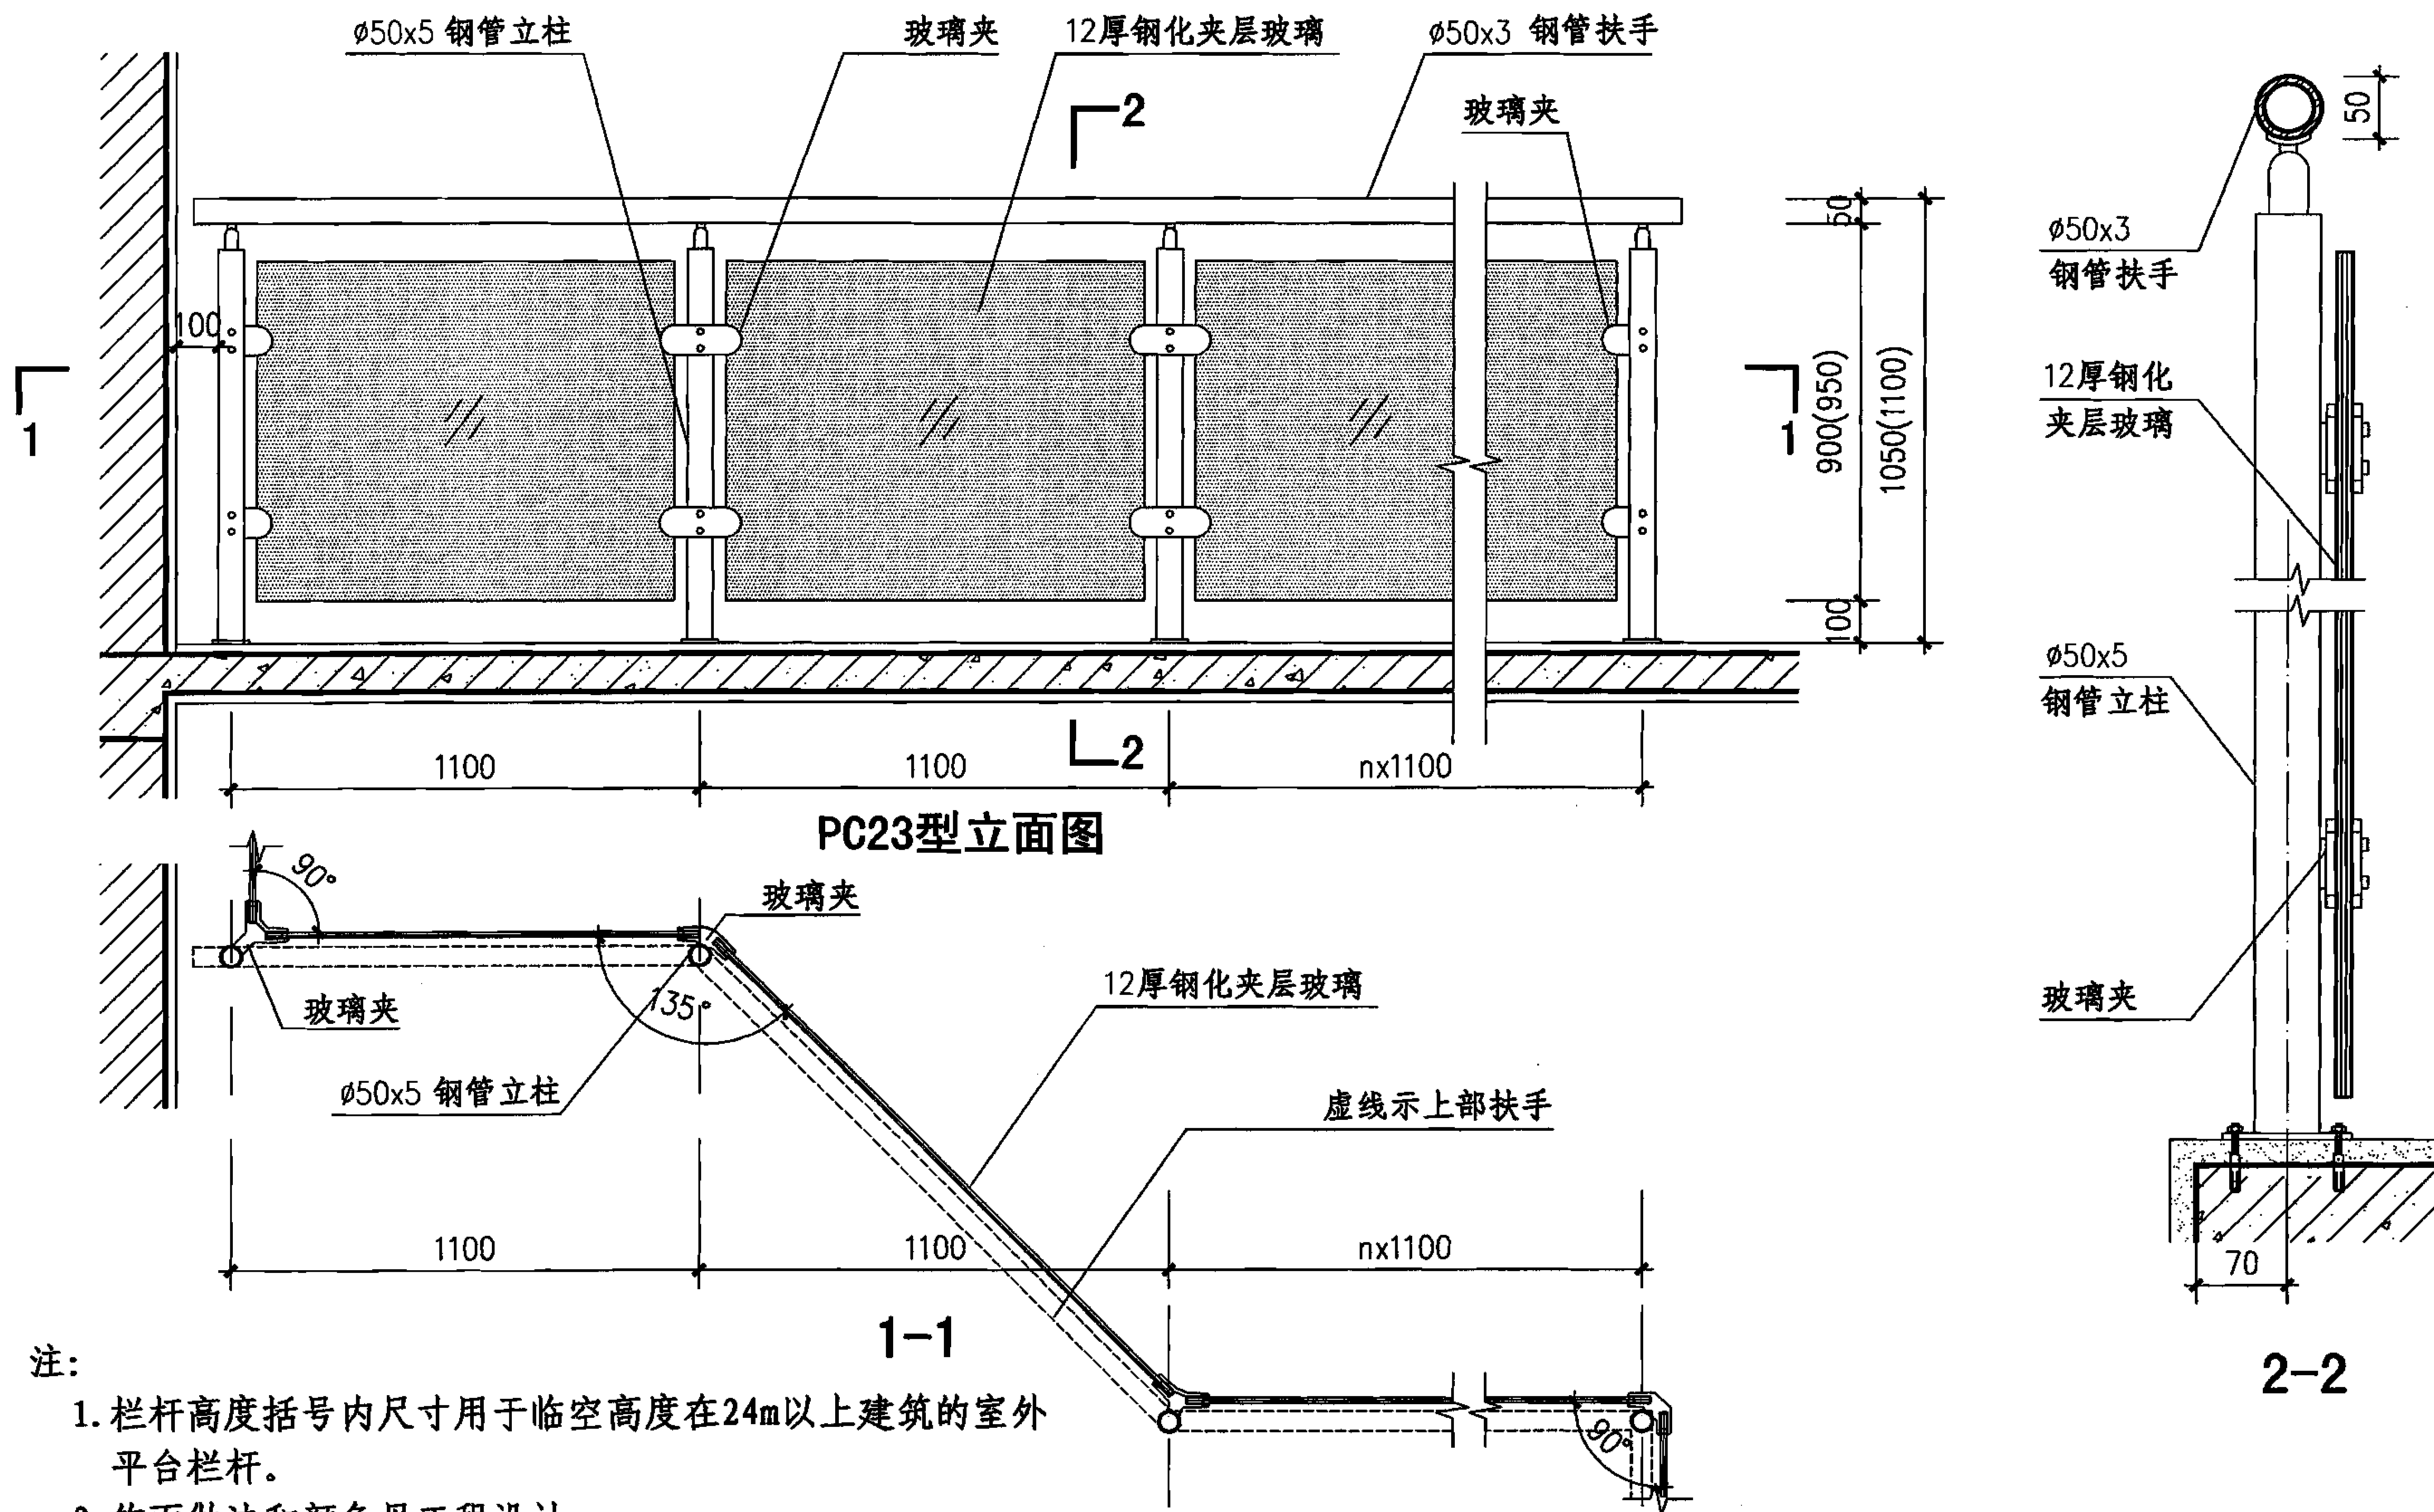 ø50x5 钢管立柱
玻璃夹
12厚钢化夹层玻璃
ø50x3 钢管扶手
2
玻璃夹
50
ø50x3
钢管扶手
50
100
900(950)
1050(1100)
100
1
1
12厚钢化
夹层玻璃
ø50x5
钢管立柱
2
1100
1100
nx1100
PC23型立面图
90°
玻璃夹
玻璃夹
135°
12厚钢化夹层玻璃
玻璃夹
ø50x5 钢管立柱
虚线示上部扶手
1100
1100
nx1100
70
1-1
2-2
90°
注:
1.栏杆高度括号内尺寸用于临空高度在24m以上建筑的室外
平台栏杆。